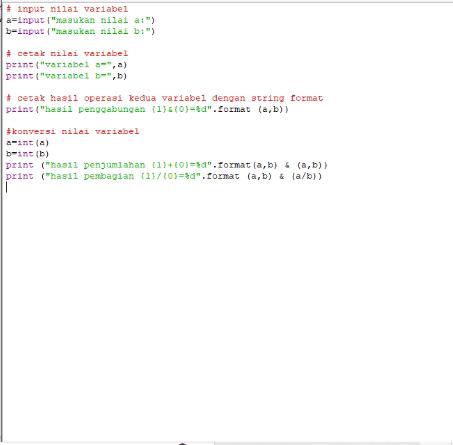 # input nilai variabel
a=input("masukan nilai a:")
b=input("masukan nilai b:")
# cetak nilai variabel
print("variabel a=",a)
print("variabel b=",b)
# cetak hasil operasi kedua variabel dengan string format
print("hasil penggabungan {1}&{0}=%d".format (a,b))
#konversi nilai variabel
a=int(a)
b=int(b)
print ("hasil penjumlahan {1}+{0}=%d".format(a,b) & (a,b))
print ("hasil pembagian {1}/{0}=%d".format (a,b) & (a/b))